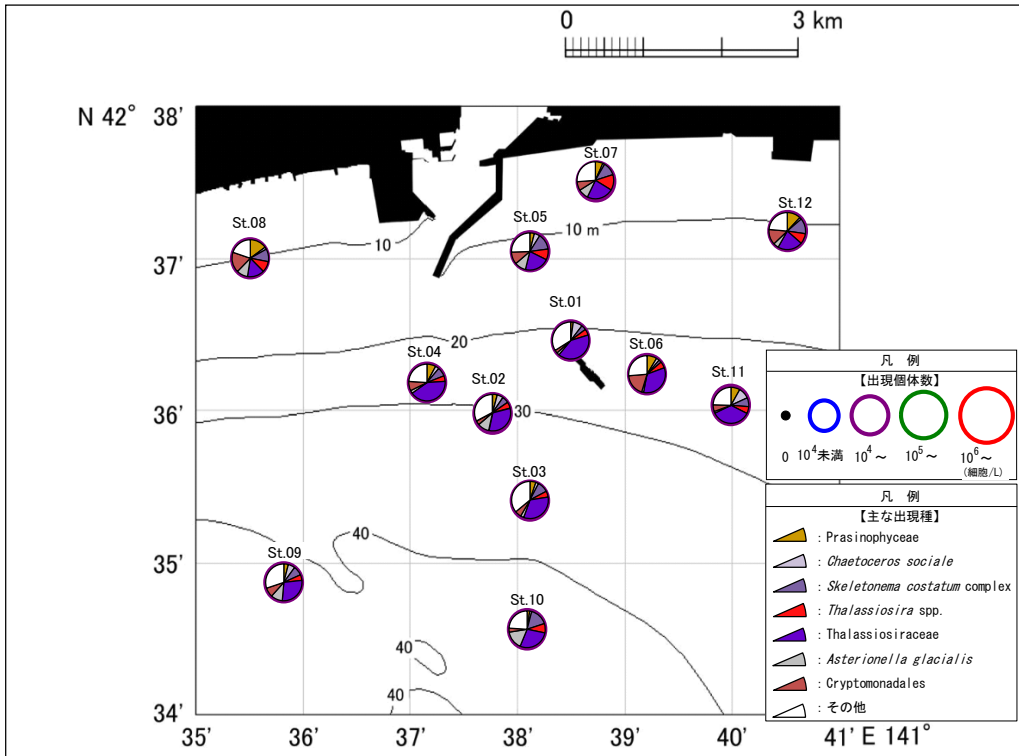 0 3 km
N 42° 38'
St.07
St.12
St.08
St.05
10
10 m
37'
St.01
20
St.04
St.06
St.02
St.11
36'
30
St.03
40
35'
St.09
St.10
40
40
34'
35' 36' 37' 38' 39' 40' 41' E 141°
凡 例
【出現個体数】
0 10⁴未満 10⁴~ 10⁵~ 10⁶~
(細胞/L)
凡 例
【主な出現種】
: Prasinophyceae
: Chaetoceros sociale
: Skeletonema costatum complex
: Thalassiosira spp.
: Thalassiosiraceae
: Asterionella glacialis
: Cryptomonadales
: その他